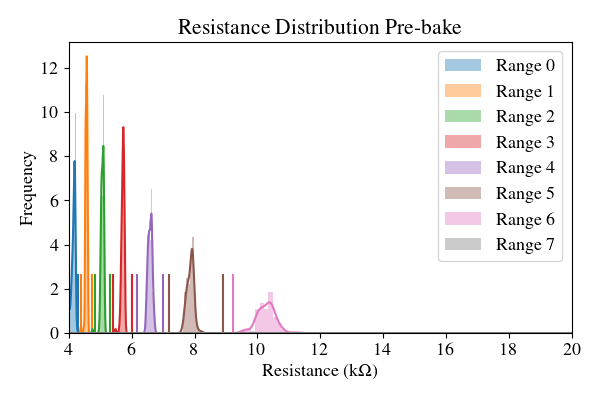 Resistance Distribution Pre-bake
Frequency
12
10
8
6
4
2
0
Range 0
Range 1
Range 2
Range 3
Range 4
Range 5
Range 6
Range 7
4 6 8 10 12 14 16 18 20
Resistance (kΩ)